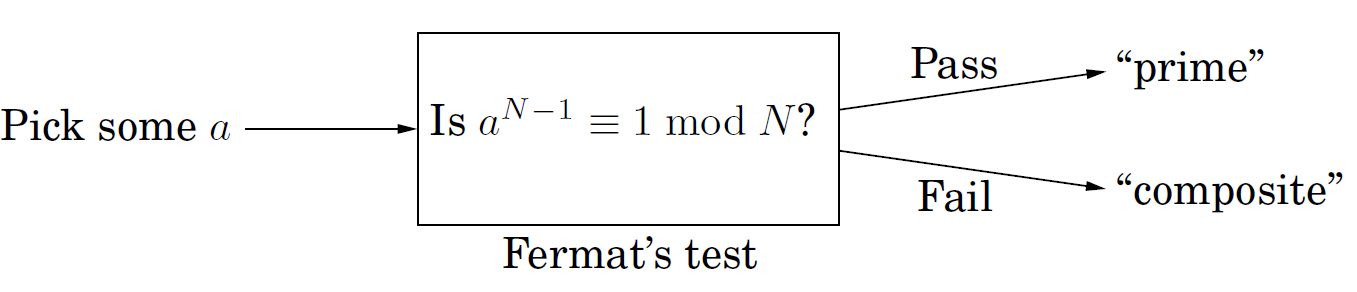 Pick some a
Is a^{N-1} ≡ 1 mod N?
Fermat’s test
Pass
“prime”
Fail
“composite”